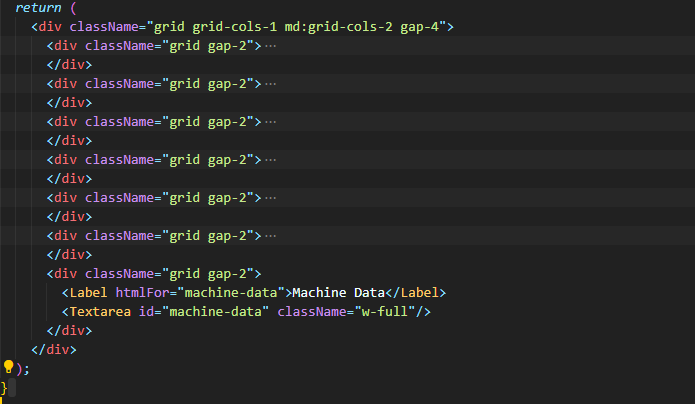 return (
<div className="grid grid-cols-1 md:grid-cols-2 gap-4">
<div className="grid gap-2">···
</div>
<div className="grid gap-2">···
</div>
<div className="grid gap-2">···
</div>
<div className="grid gap-2">···
</div>
<div className="grid gap-2">···
</div>
<div className="grid gap-2">···
</div>
<div className="grid gap-2">
<Label htmlFor="machine-data">Machine Data</Label>
<Textarea id="machine-data" className="w-full"/>
</div>
</div>
);
}